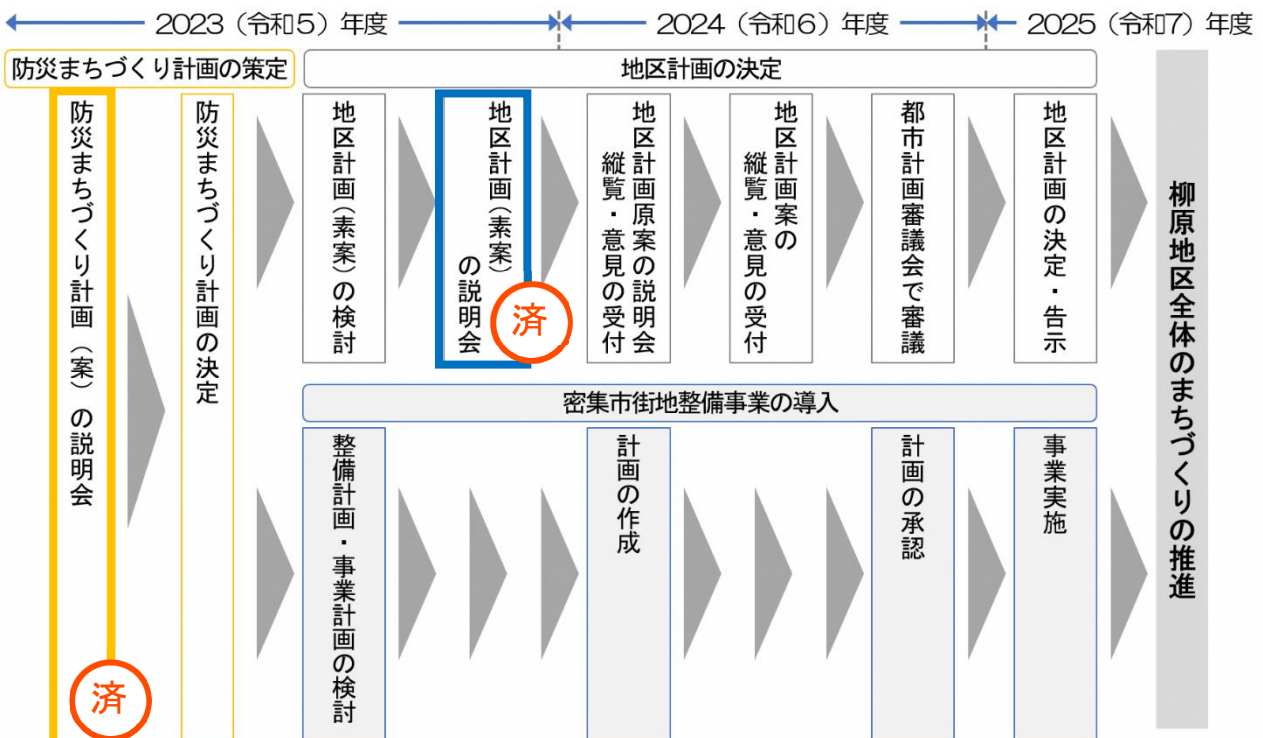 2023（令和5）年度
2024（令和6）年度
2025（令和7）年度
防災まちづくり計画の策定
地区計画の決定
防災まちづくり計画（案）の説明会
済
防災まちづくり計画の決定
地区計画（素案）の検討
地区計画（素案）
の説明会
済
地区計画原案の説明会
縦覧・意見の受付
地区計画案の
縦覧・意見の受付
都市計画審議会で審議
地区計画の決定・告示
密集市街地整備事業の導入
整備計画・事業計画の検討
計画の作成
計画の承認
事業実施
柳原地区全体のまちづくりの推進